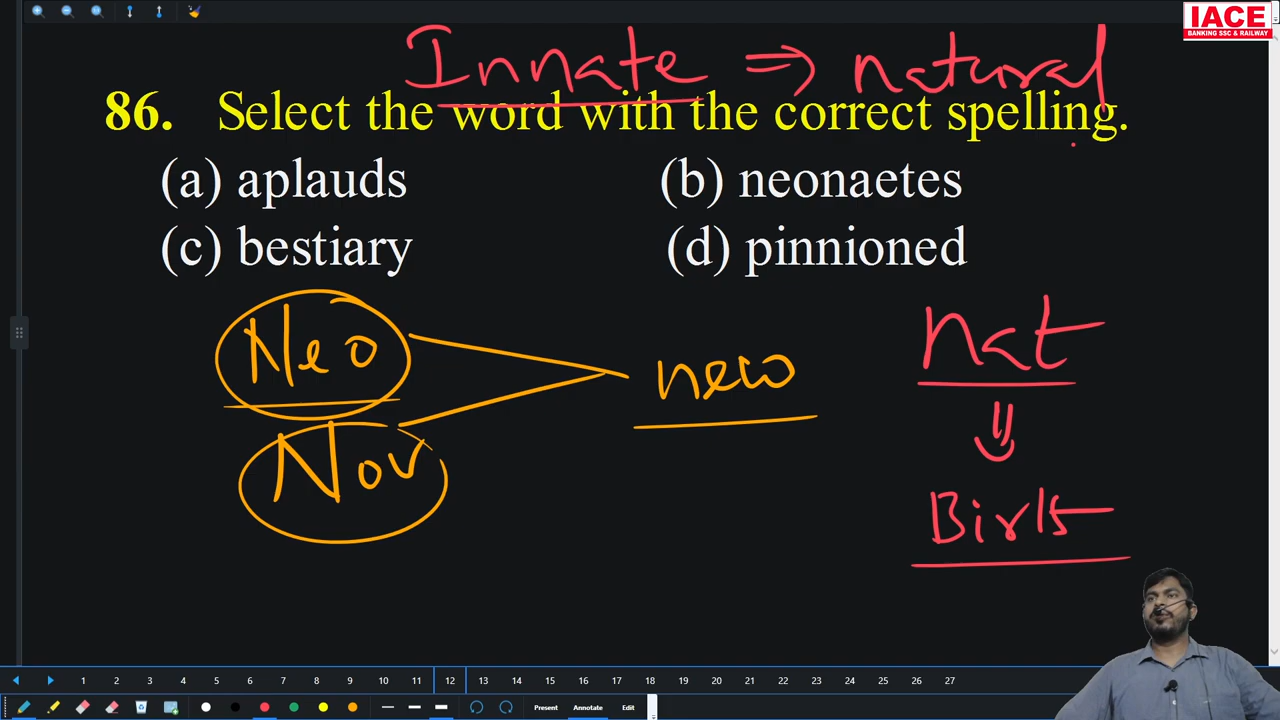 IACE
BANKING SSC & RAILWAY
Innate ⇒ natural
86. Select the word with the correct spelling.
(a) aplauds (b) neonaetes
(c) bestiary (d) pinnioned
Neo
new
Nov
Nat
Birth
1 2 3 4 5 6 7 8 9 10 11 12 13 14 15 16 17 18 19 20 21 22 23 24 25 26 27
Present Annotate Edit